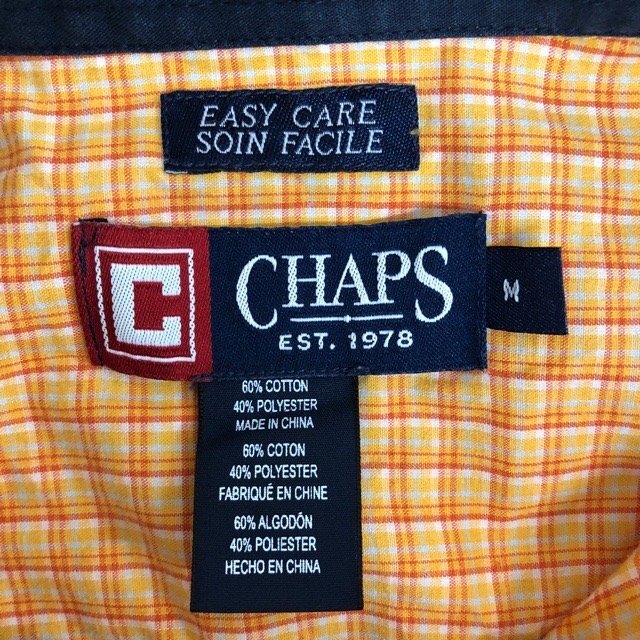 EASY CARE
SOIN FACILE
C
CHAPS
EST. 1978
M
60% COTTON
40% POLYESTER
MADE IN CHINA
60% COTON
40% POLYESTER
FABRIQUÉ EN CHINE
60% ALGODÓN
40% POLIESTER
HECHO EN CHINA